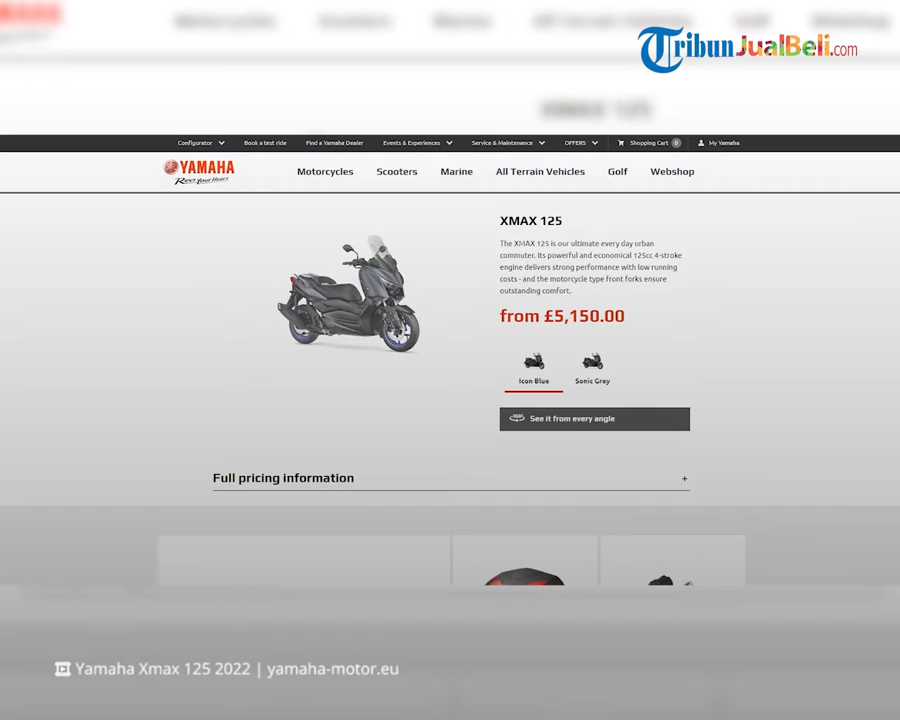 TribunJualBeli.com
XMAX 125
Configurator
Book a test ride
Find a Yamaha Dealer
Events & Experiences
Service & Maintenance
OFFERS
Shopping Cart 0
My Yamaha
YAMAHA
Revs Your Heart
Motorcycles
Scooters
Marine
All Terrain Vehicles
Golf
Webshop
XMAX 125
The XMAX 125 is our ultimate every day urban
commuter. Its powerful and economical 125cc 4-stroke
engine delivers strong performance with low running
costs - and the motorcycle type front forks ensure
outstanding comfort.
from £5,150.00
Icon Blue
Sonic Grey
360° See it from every angle
Full pricing information +
Yamaha Xmax 125 2022 | yamaha-motor.eu